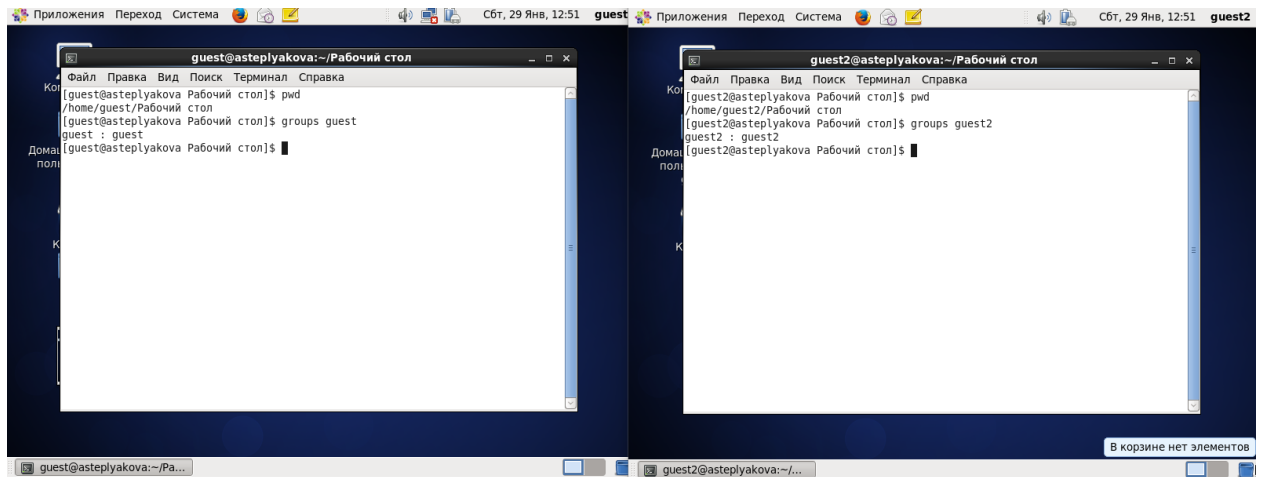 Приложения Переход Система Сбт, 29 Янв, 12:51 guest
guest@asteplyakova:~/Рабочий стол
Файл Правка Вид Поиск Терминал Справка
[guest@asteplyakova Рабочий стол]$ pwd
/home/guest/Рабочий стол
[guest@asteplyakova Рабочий стол]$ groups guest
guest : guest
[guest@asteplyakova Рабочий стол]$
guest@asteplyakova:~/Ра...
Приложения Переход Система Сбт, 29 Янв, 12:51 guest2
guest2@asteplyakova:~/Рабочий стол
Файл Правка Вид Поиск Терминал Справка
[guest2@asteplyakova Рабочий стол]$ pwd
/home/guest2/Рабочий стол
[guest2@asteplyakova Рабочий стол]$ groups guest2
guest2 : guest2
[guest2@asteplyakova Рабочий стол]$
В корзине нет элементов
guest2@asteplyakova:~/...